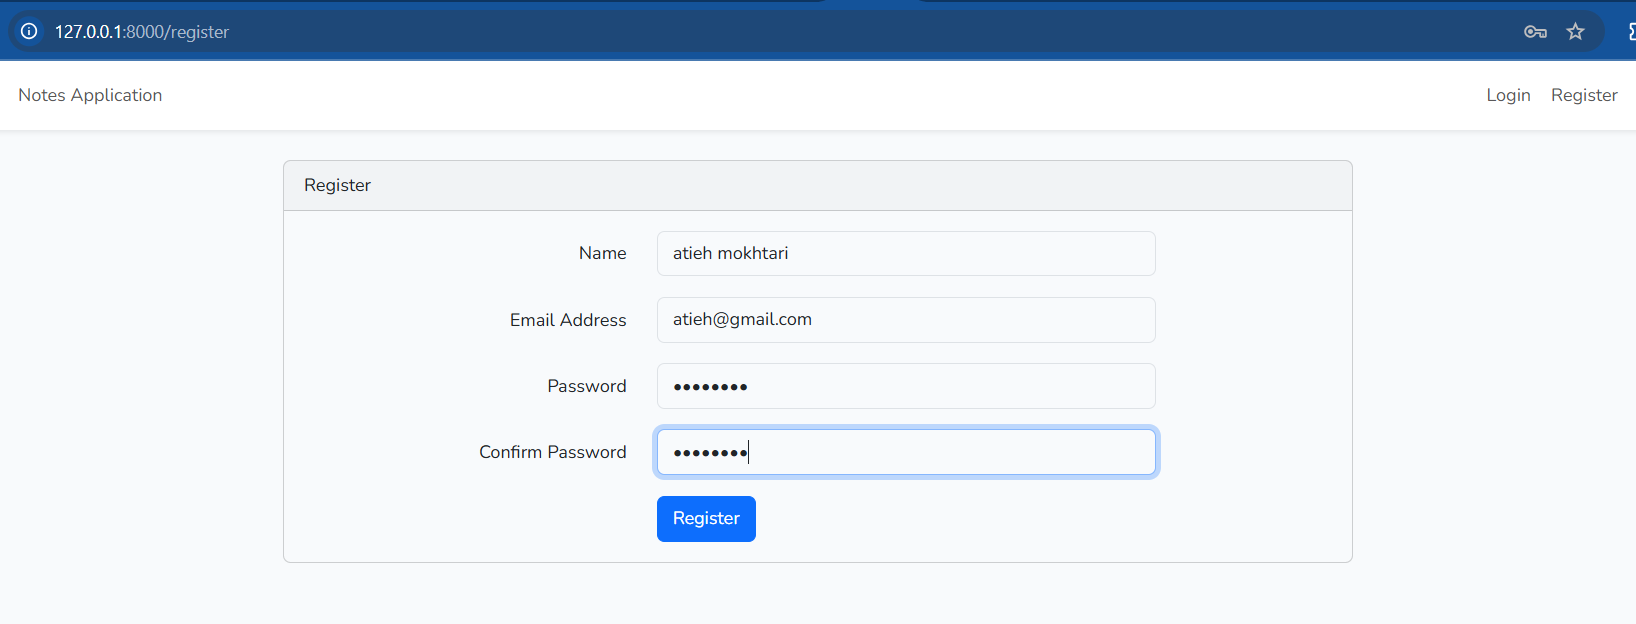 127.0.0.1:8000/register
Notes Application
Login Register
Register
Name atieh mokhtari
Email Address atieh@gmail.com
Password ••••••••
Confirm Password ••••••••
Register